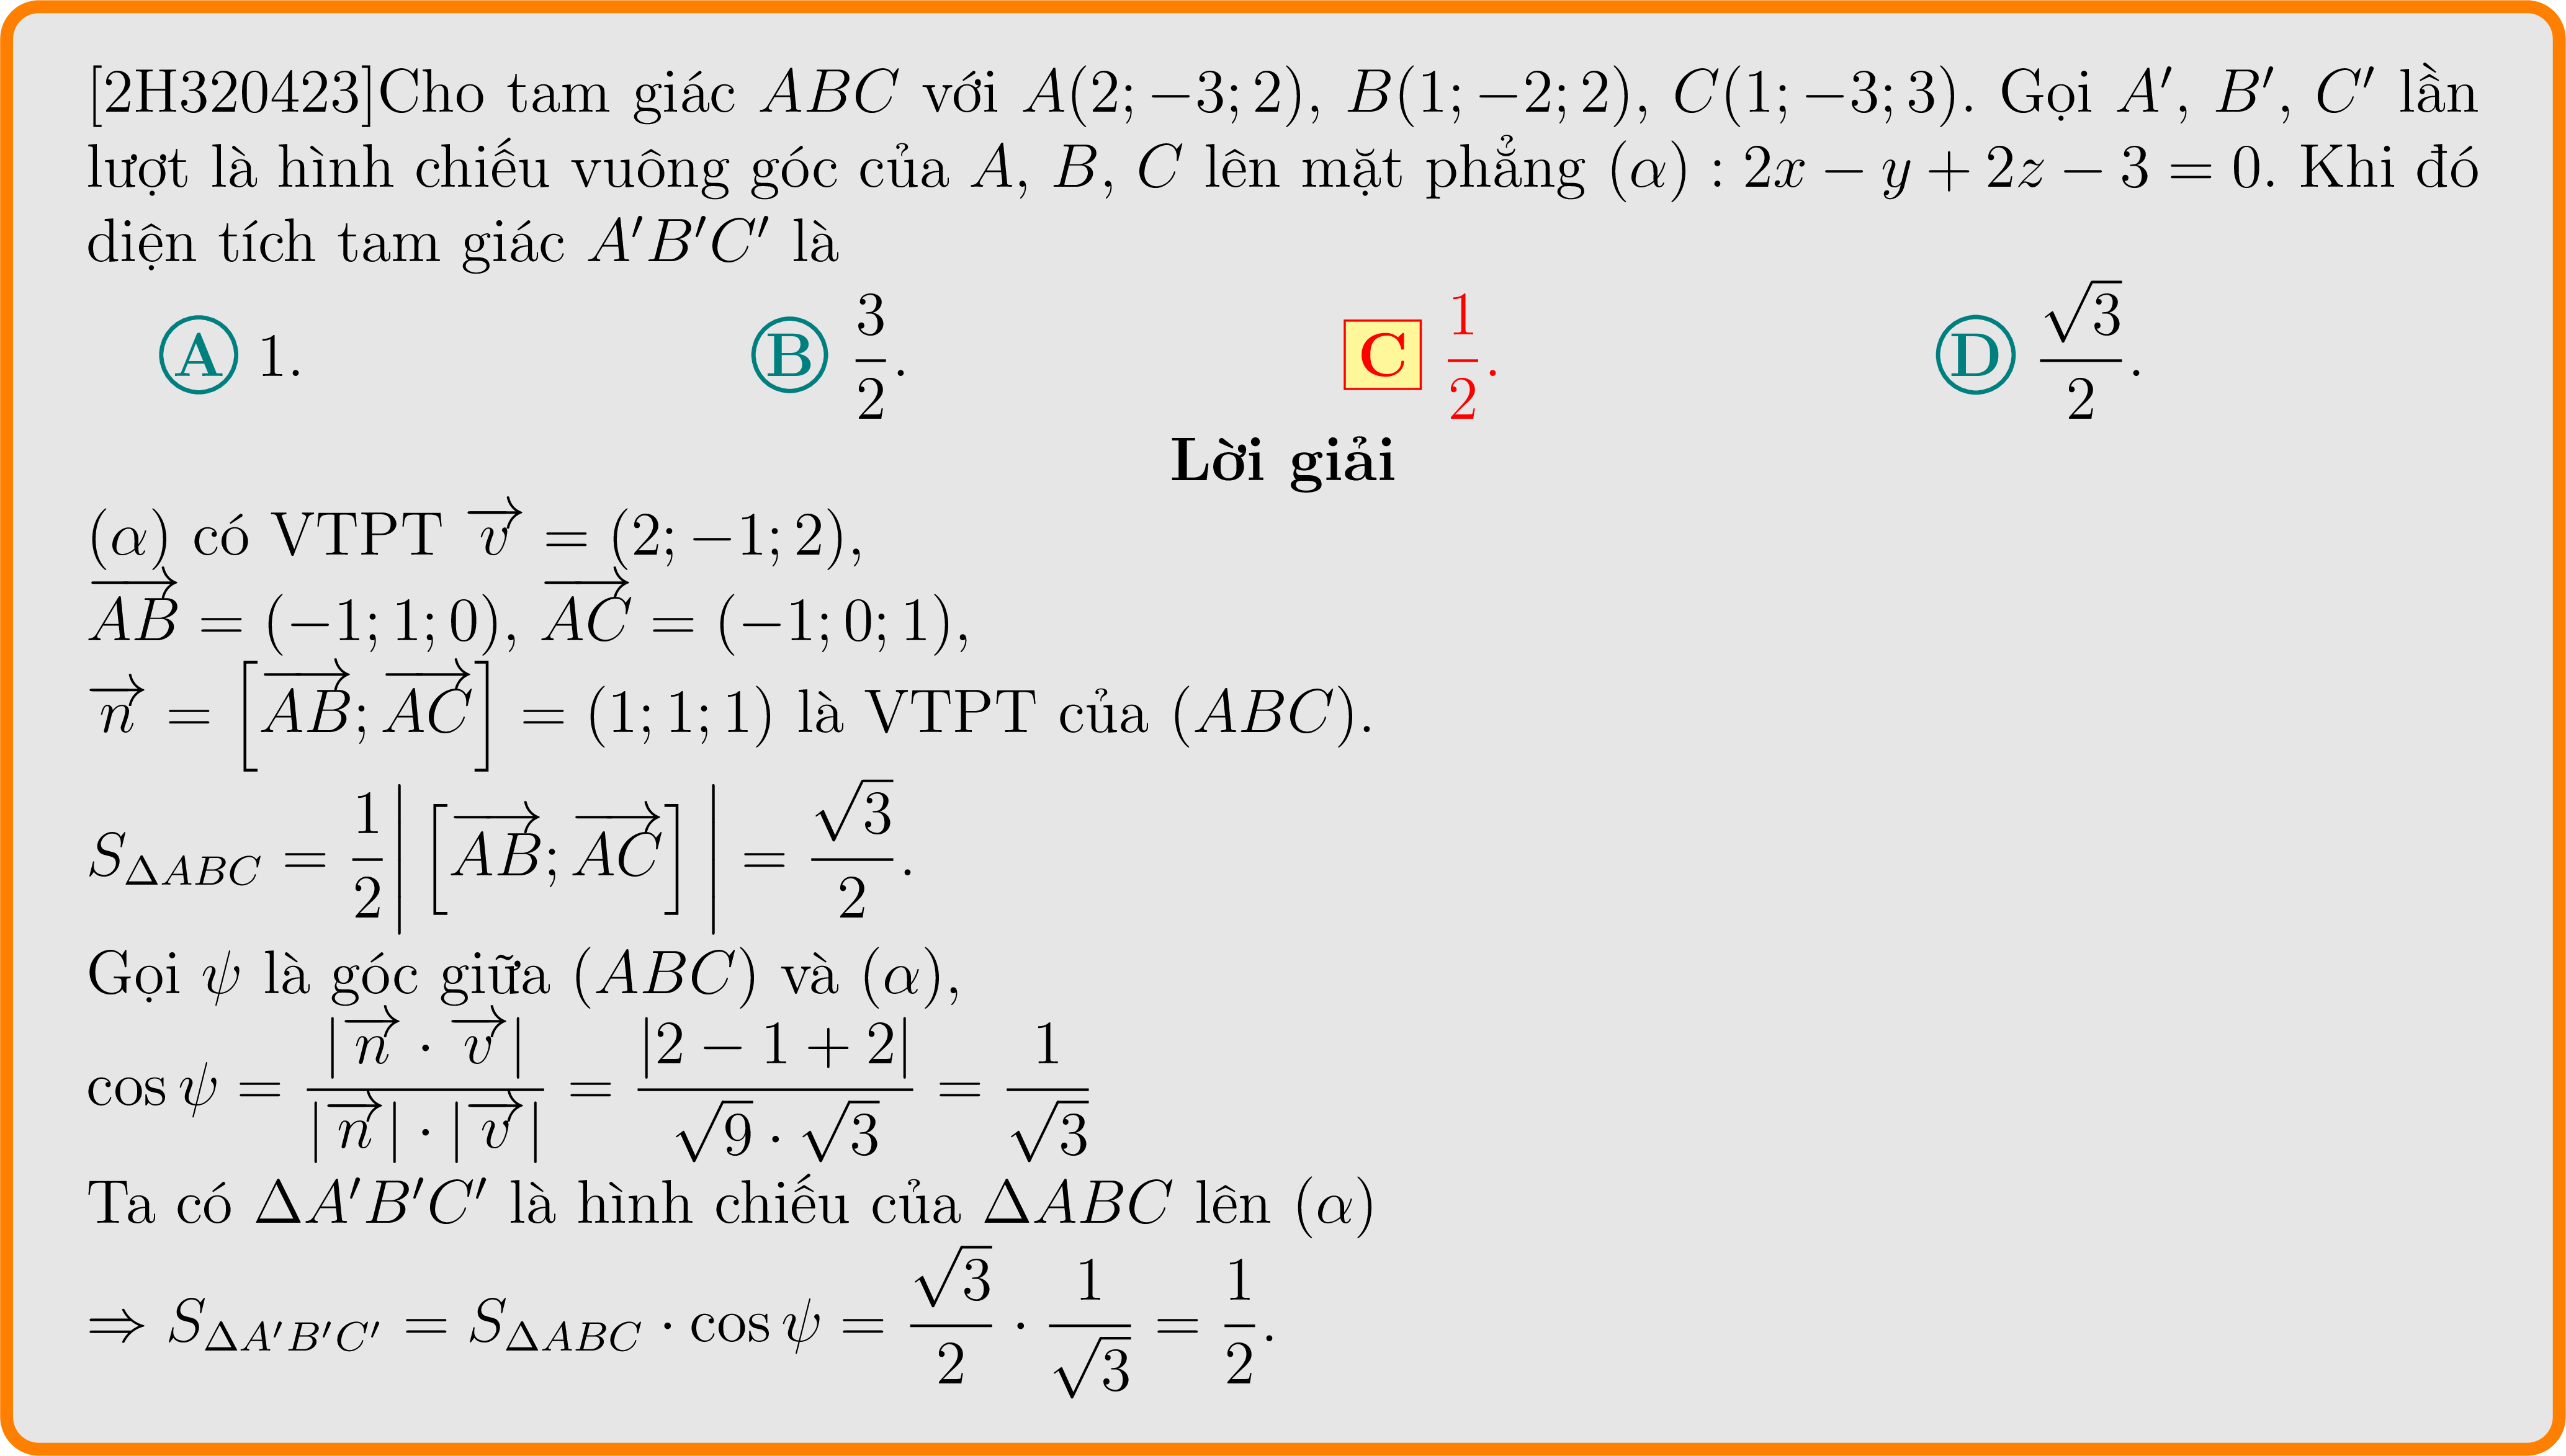 [2H320423]Cho tam giác ABC với A(2; −3; 2), B(1; −2; 2), C(1; −3; 3). Gọi A′, B′, C′ lần
lượt là hình chiếu vuông góc của A, B, C lên mặt phẳng (α) : 2x − y + 2z − 3 = 0. Khi đó
diện tích tam giác A′B′C′ là
A 1. B $\frac{3}{2}$. C $\frac{1}{2}$. D $\frac{\sqrt{3}}{2}$.
Lời giải
(α) có VTPT $\overrightarrow{v}$ = (2; −1; 2),
$\overrightarrow{AB}$ = (−1; 1; 0), $\overrightarrow{AC}$ = (−1; 0; 1),
$\overrightarrow{n} = \left[\overrightarrow{AB}; \overrightarrow{AC}\right]$ = (1; 1; 1) là VTPT của (ABC).
$S_{\Delta ABC} = \frac{1}{2}\left|\left[\overrightarrow{AB}; \overrightarrow{AC}\right]\right| = \frac{\sqrt{3}}{2}$.
Gọi ψ là góc giữa (ABC) và (α),
$\cos\psi = \frac{|\overrightarrow{n} \cdot \overrightarrow{v}|}{|\overrightarrow{n}| \cdot |\overrightarrow{v}|} = \frac{|2 - 1 + 2|}{\sqrt{9} \cdot \sqrt{3}} = \frac{1}{\sqrt{3}}$
Ta có ΔA′B′C′ là hình chiếu của ΔABC lên (α)
$\Rightarrow S_{\Delta A'B'C'} = S_{\Delta ABC} \cdot \cos\psi = \frac{\sqrt{3}}{2} \cdot \frac{1}{\sqrt{3}} = \frac{1}{2}$.